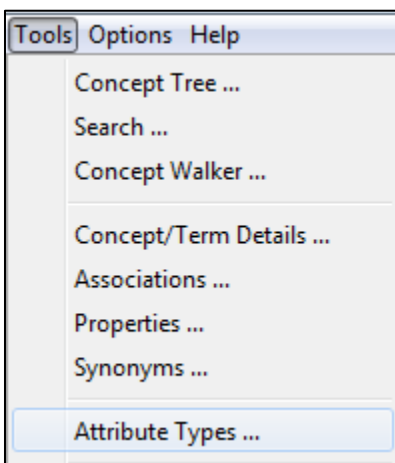 Tools Options Help
Concept Tree ...
Search ...
Concept Walker ...
Concept/Term Details ...
Associations ...
Properties ...
Synonyms ...
Attribute Types ...